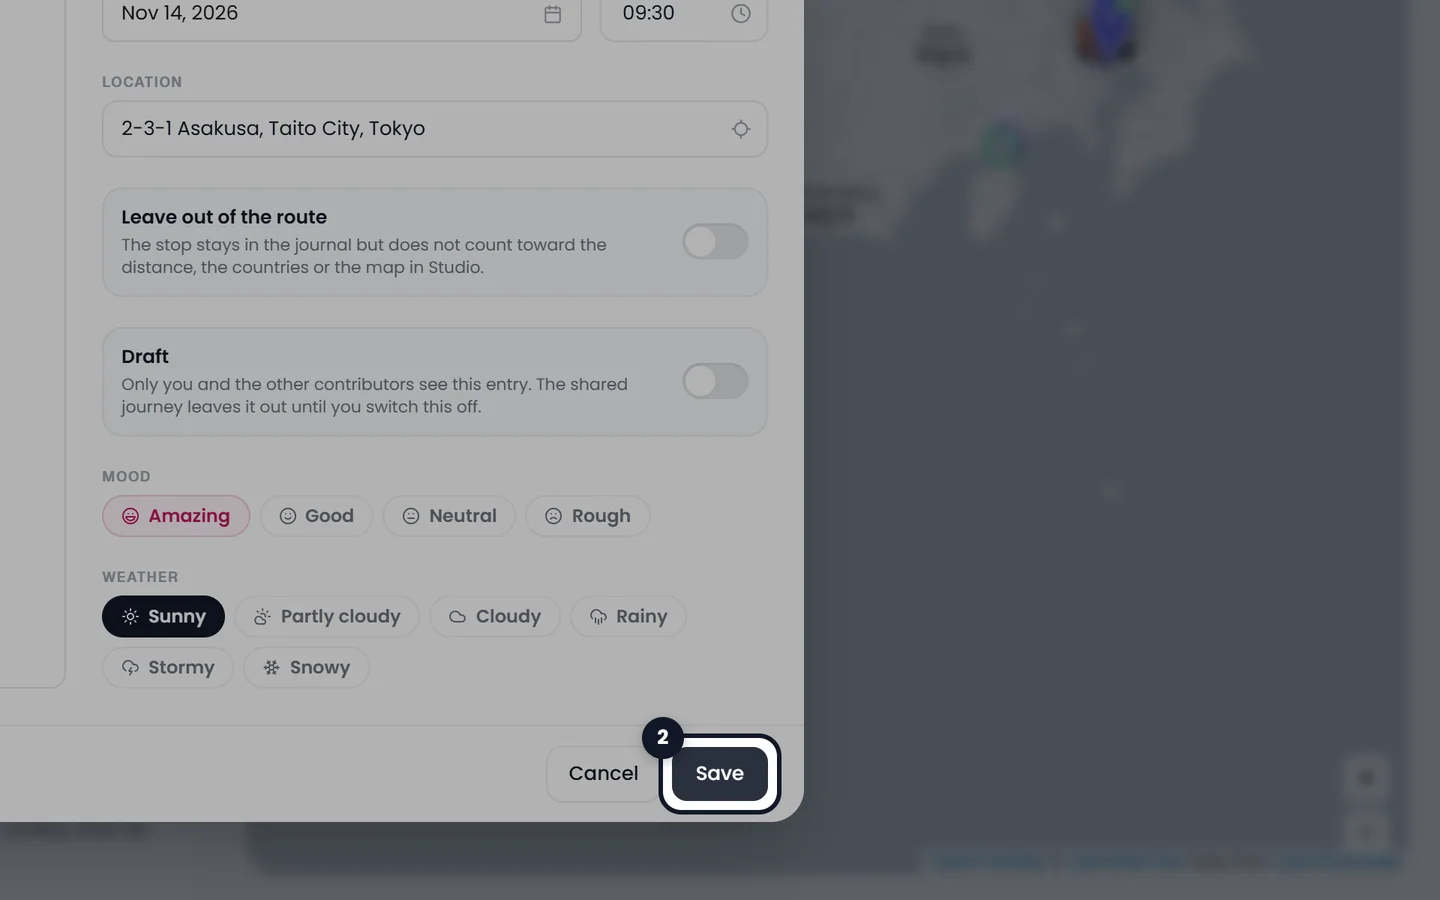 Nov 14, 2026
09:30
LOCATION
2-3-1 Asakusa, Taito City, Tokyo
Leave out of the route
The stop stays in the journal but does not count toward the
distance, the countries or the map in Studio.
Draft
Only you and the other contributors see this entry. The shared
journey leaves it out until you switch this off.
MOOD
Amazing
Good
Neutral
Rough
WEATHER
Sunny
Partly cloudy
Cloudy
Rainy
Stormy
Snowy
2
Cancel
Save